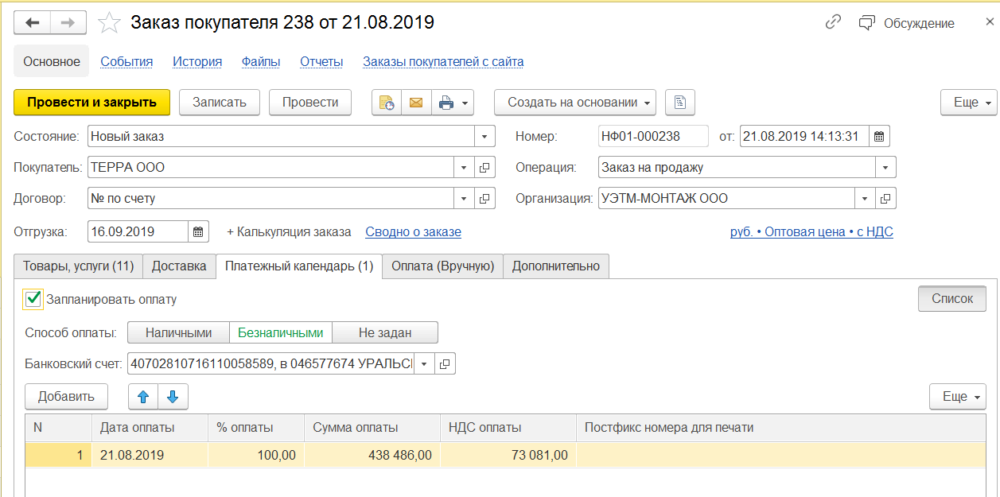 Заказ покупателя 238 от 21.08.2019 Обсуждение
Основное События История Файлы Отчеты Заказы покупателей с сайта
Провести и закрыть Записать Провести Создать на основании Еще
Состояние: Новый заказ Номер: НФ01-000238 от: 21.08.2019 14:13:31
Покупатель: ТЕРРА ООО Операция: Заказ на продажу
Договор: № по счету Организация: УЭТМ-МОНТАЖ ООО
Отгрузка: 16.09.2019 + Калькуляция заказа Сводно о заказе руб. • Оптовая цена • с НДС
Товары, услуги (11) Доставка Платежный календарь (1) Оплата (Вручную) Дополнительно
Запланировать оплату Список
Способ оплаты: Наличными Безналичными Не задан
Банковский счет: 40702810716110058589, в 046577674 УРАЛЬСІ
Добавить Еще
N Дата оплаты % оплаты Сумма оплаты НДС оплаты Постфикс номера для печати
1 21.08.2019 100,00 438 486,00 73 081,00